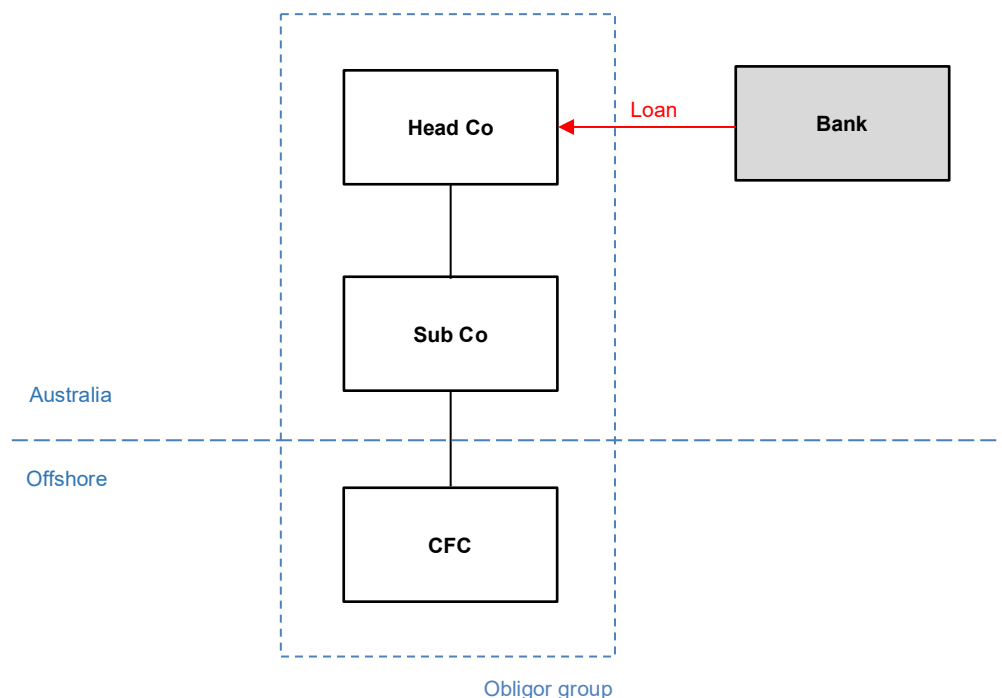 Head Co
Loan
Bank
Sub Co
Australia
Offshore
CFC
Obligor group